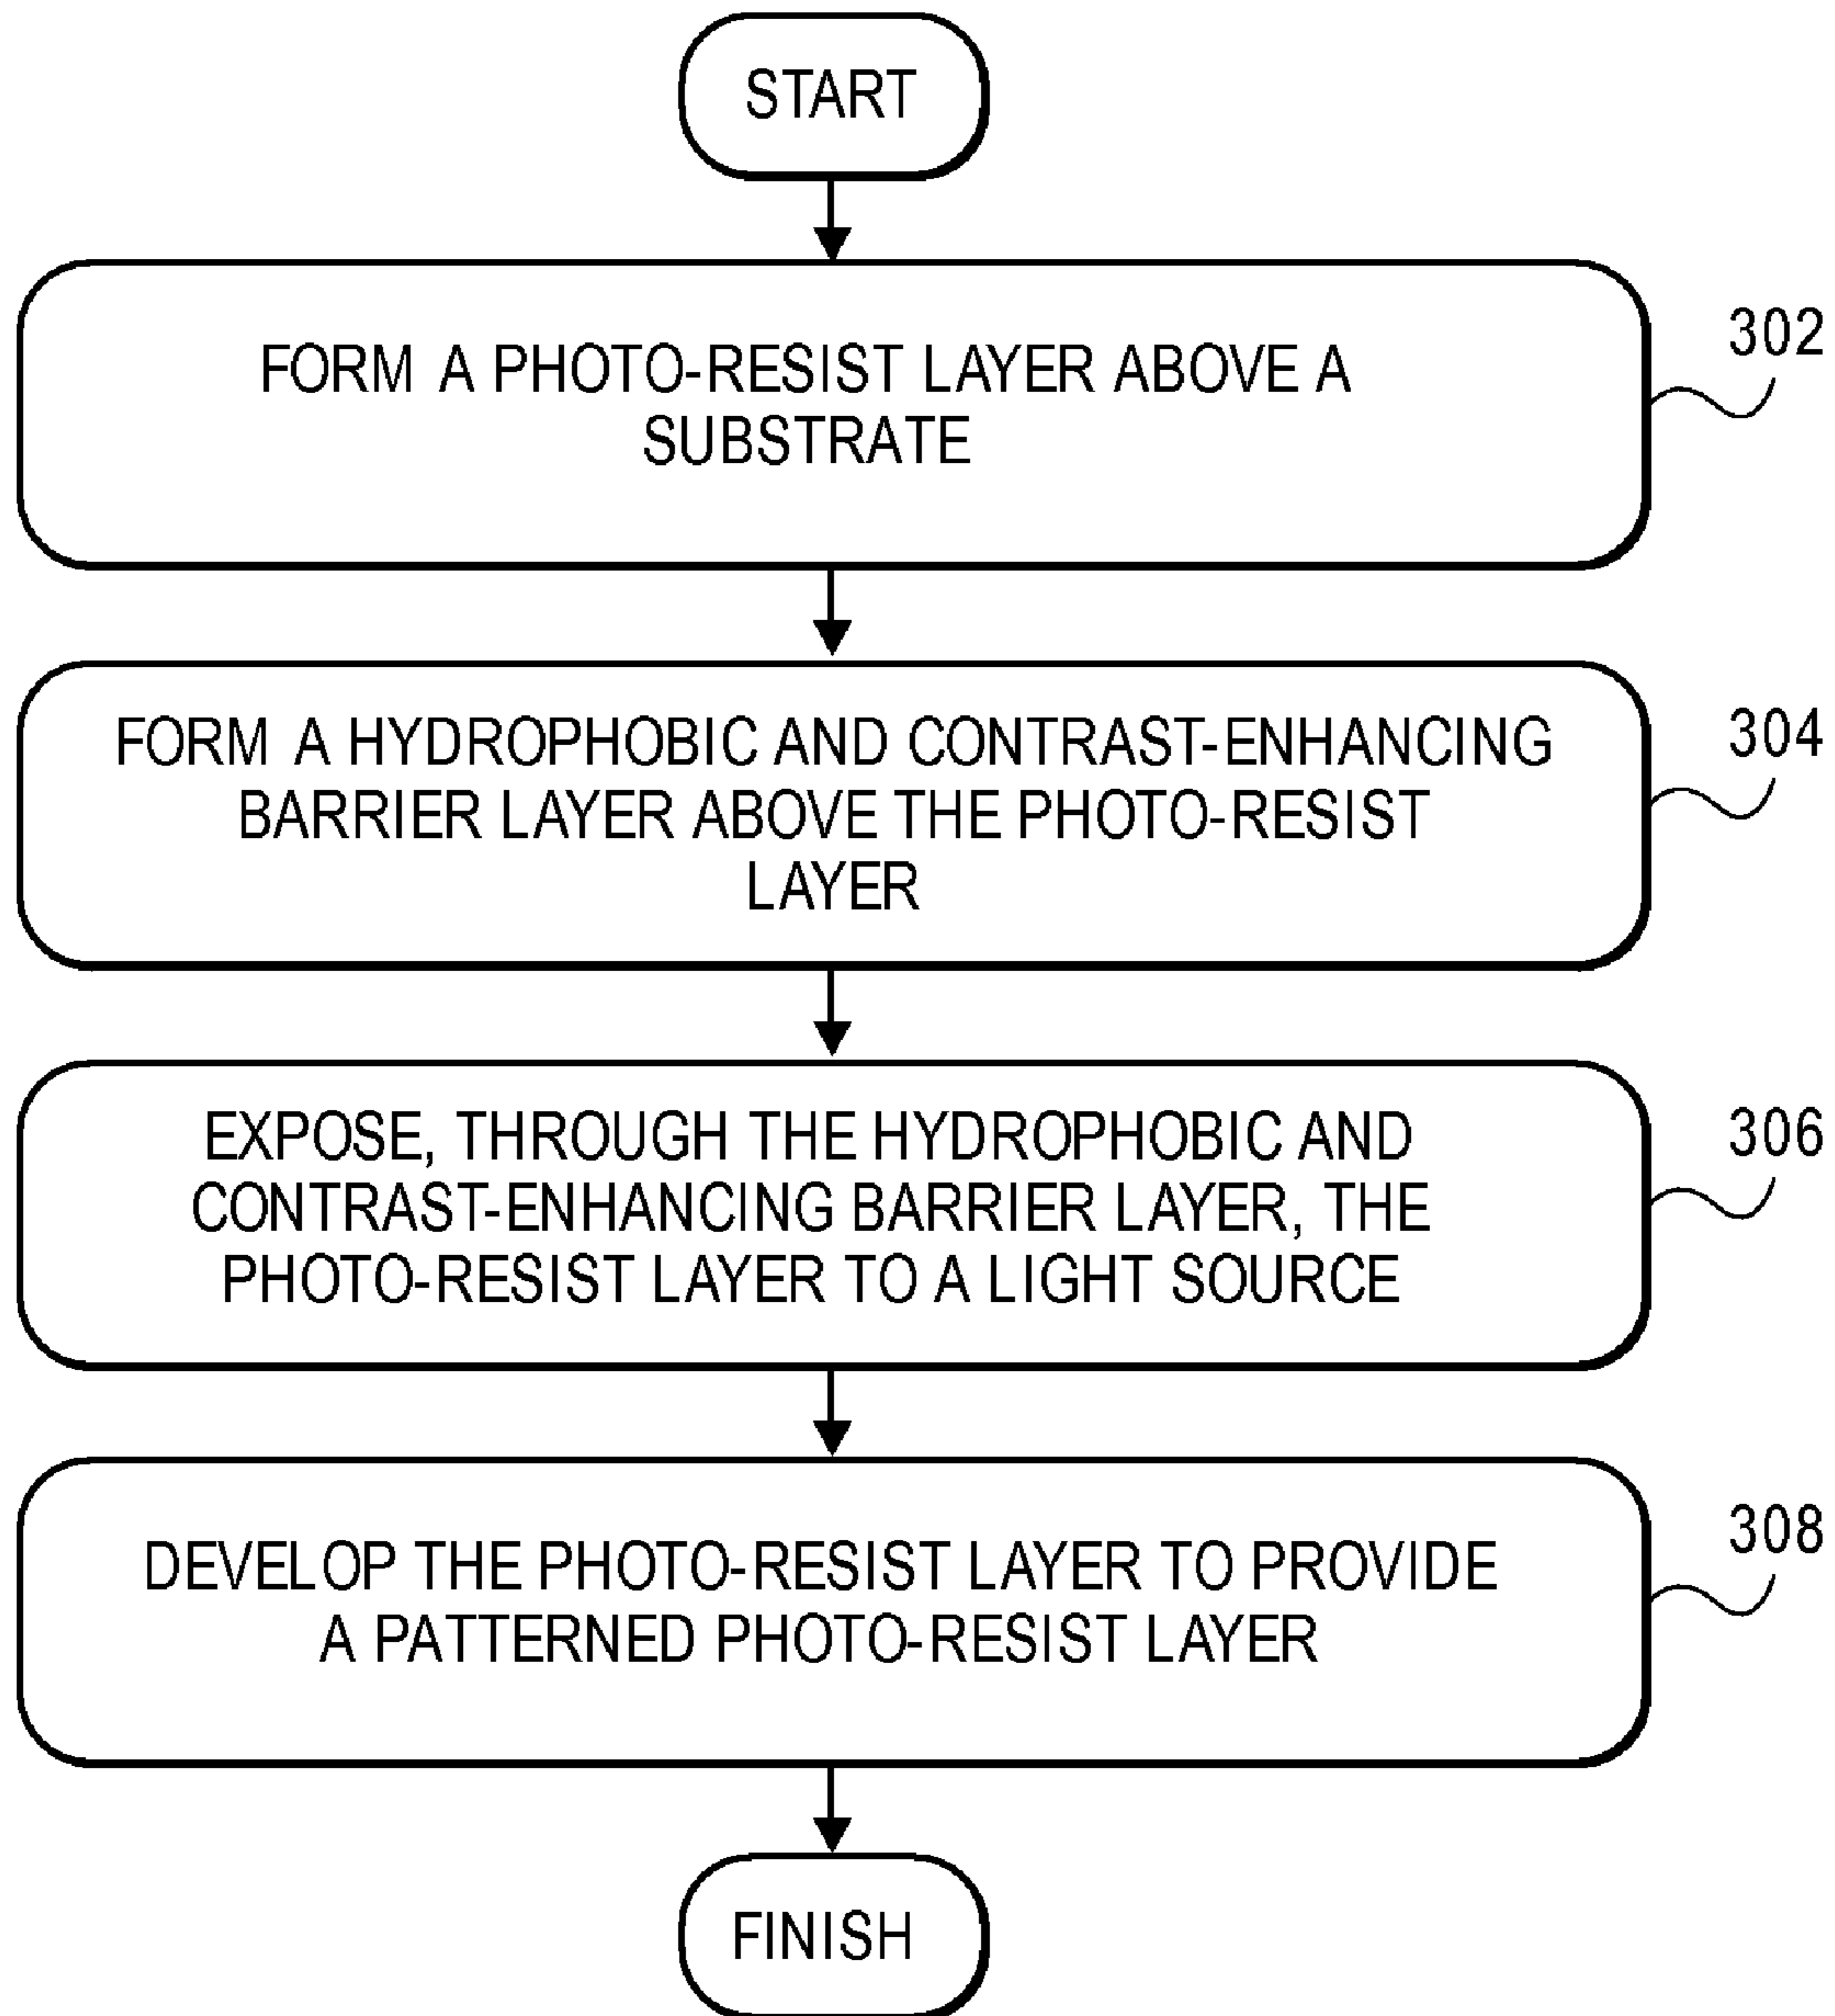 START
FORM A PHOTO-RESIST LAYER ABOVE A
SUBSTRATE
302
FORM A HYDROPHOBIC AND CONTRAST-ENHANCING
BARRIER LAYER ABOVE THE PHOTO-RESIST
LAYER
304
EXPOSE, THROUGH THE HYDROPHOBIC AND
CONTRAST-ENHANCING BARRIER LAYER, THE
PHOTO-RESIST LAYER TO A LIGHT SOURCE
306
DEVELOP THE PHOTO-RESIST LAYER TO PROVIDE
A PATTERNED PHOTO-RESIST LAYER
308
FINISH